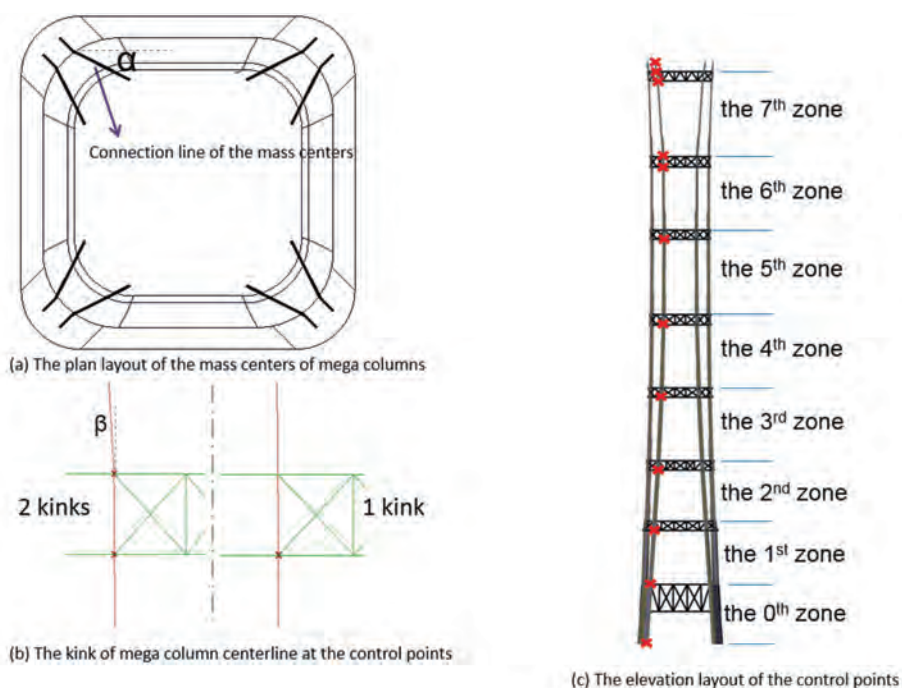 α
Connection line of the mass centers
(a) The plan layout of the mass centers of mega columns
β
2 kinks
1 kink
(b) The kink of mega column centerline at the control points
the 7th zone
the 6th zone
the 5th zone
the 4th zone
the 3rd zone
the 2nd zone
the 1st zone
the 0th zone
(c) The elevation layout of the control points